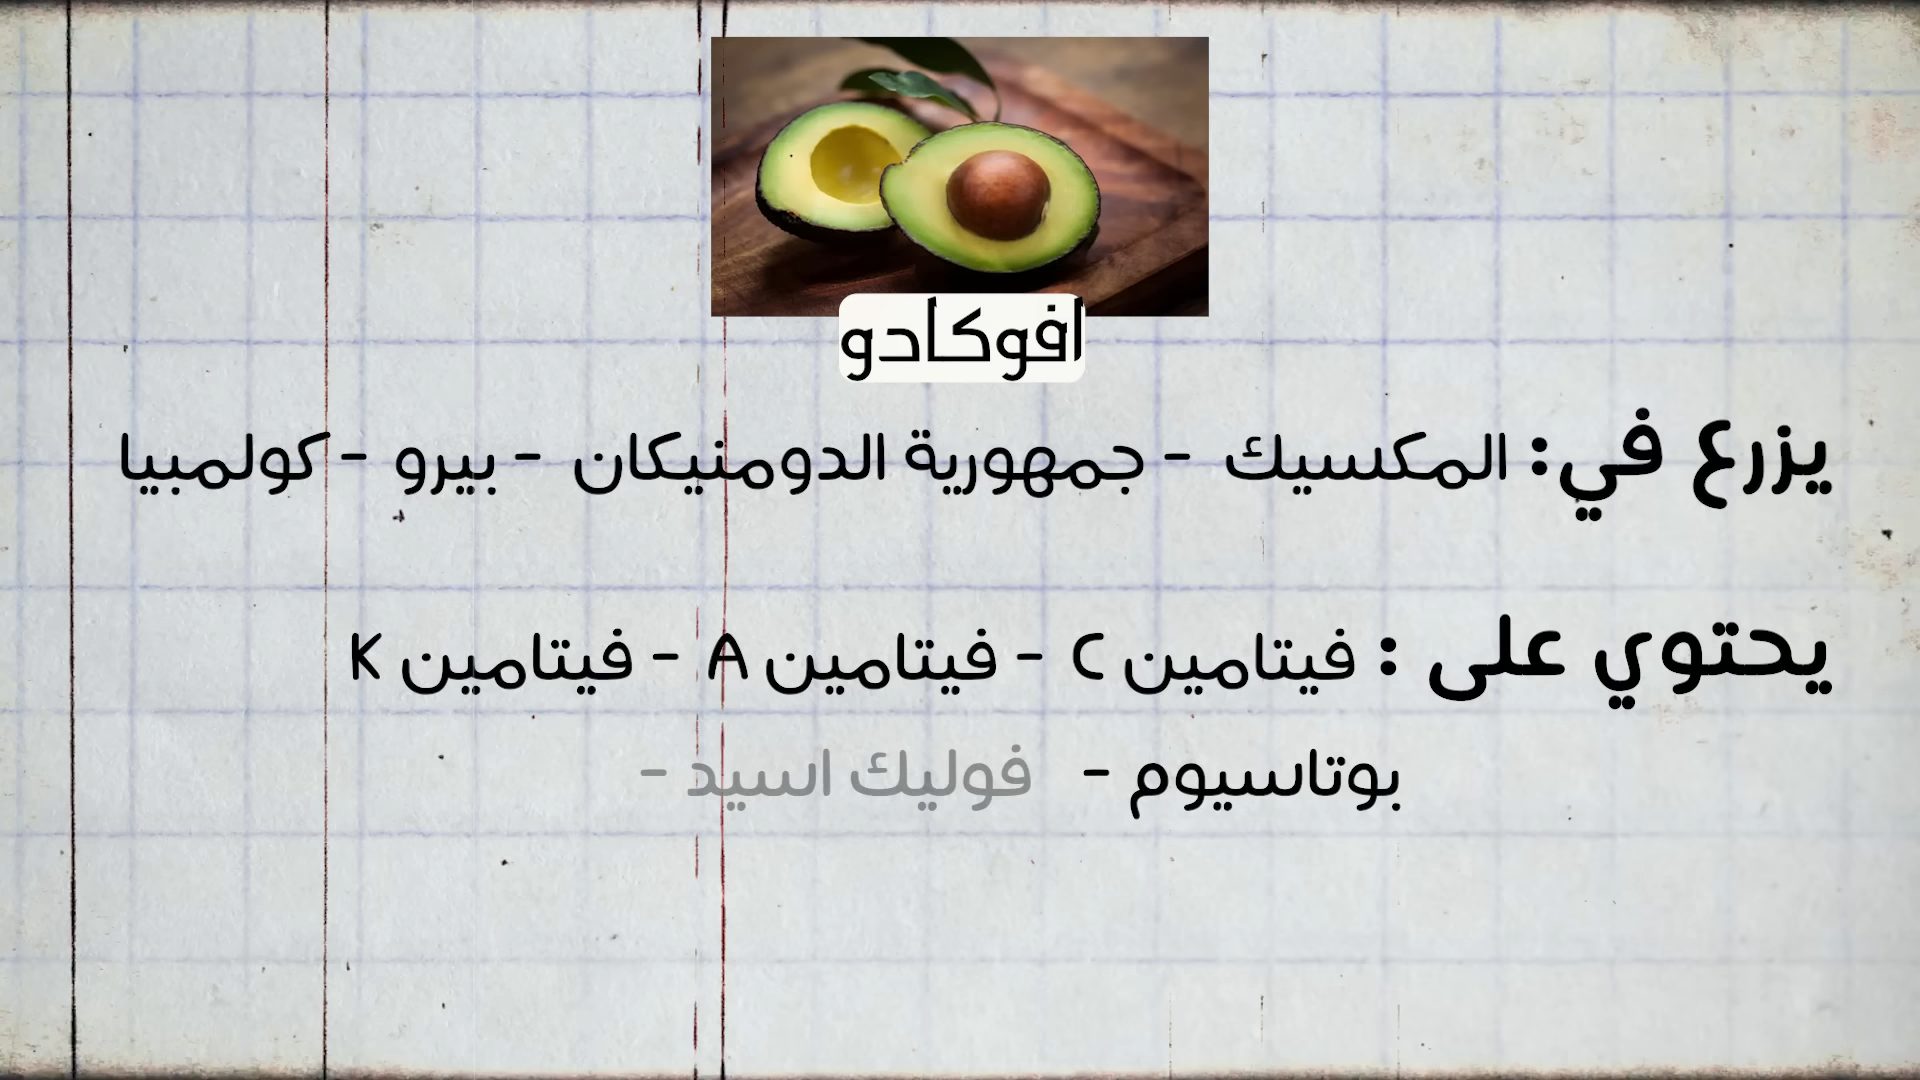 افوكادو
يزرع في: المكسيك - جمهورية الدومنيكان - بيرو - كولمبيا
يحتوي على : فيتامين C - فيتامين A - فيتامين K
بوتاسيوم - فوليك اسيد -